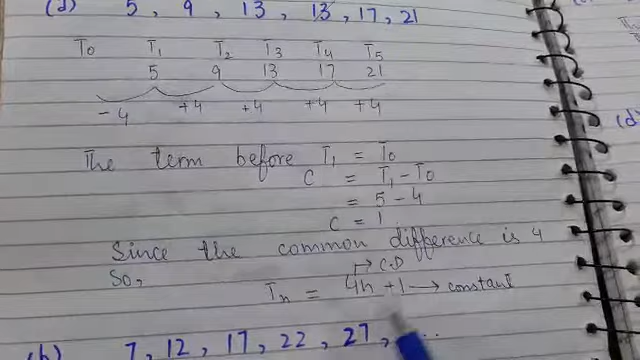 (d) 5, 9, 13, 13, 17, 21
T0 T1 T2 T3 T4 T5
5 9 13 17 21
-4 +4 +4 +4 +4
The term before T1 = T0
C = T1 - T0
= 5 - 4
C = 1
Since the common difference is 4
So,
→ C.D
Tn = 4n + 1 → constant
(b) 7, 12, 17, 22, 27, ...
(d)